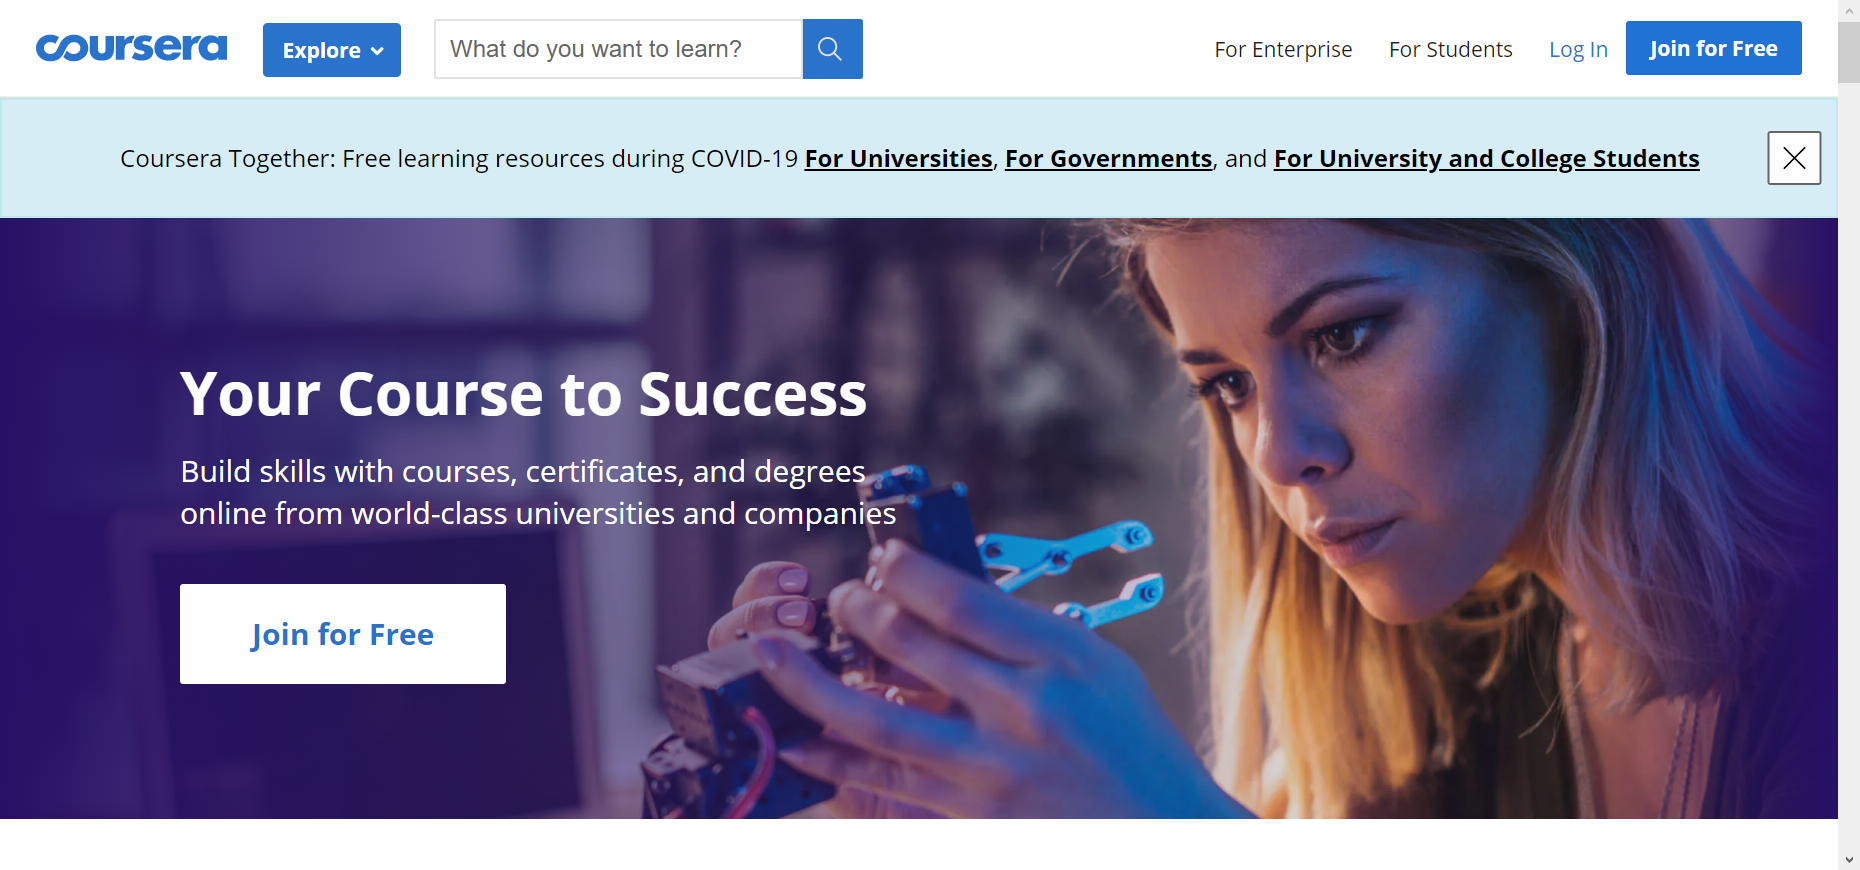 coursera
Explore
What do you want to learn?
For Enterprise
For Students
Log In
Join for Free
Coursera Together: Free learning resources during COVID-19 For Universities, For Governments, and For University and College Students
Your Course to Success
Build skills with courses, certificates, and degrees
online from world-class universities and companies
Join for Free